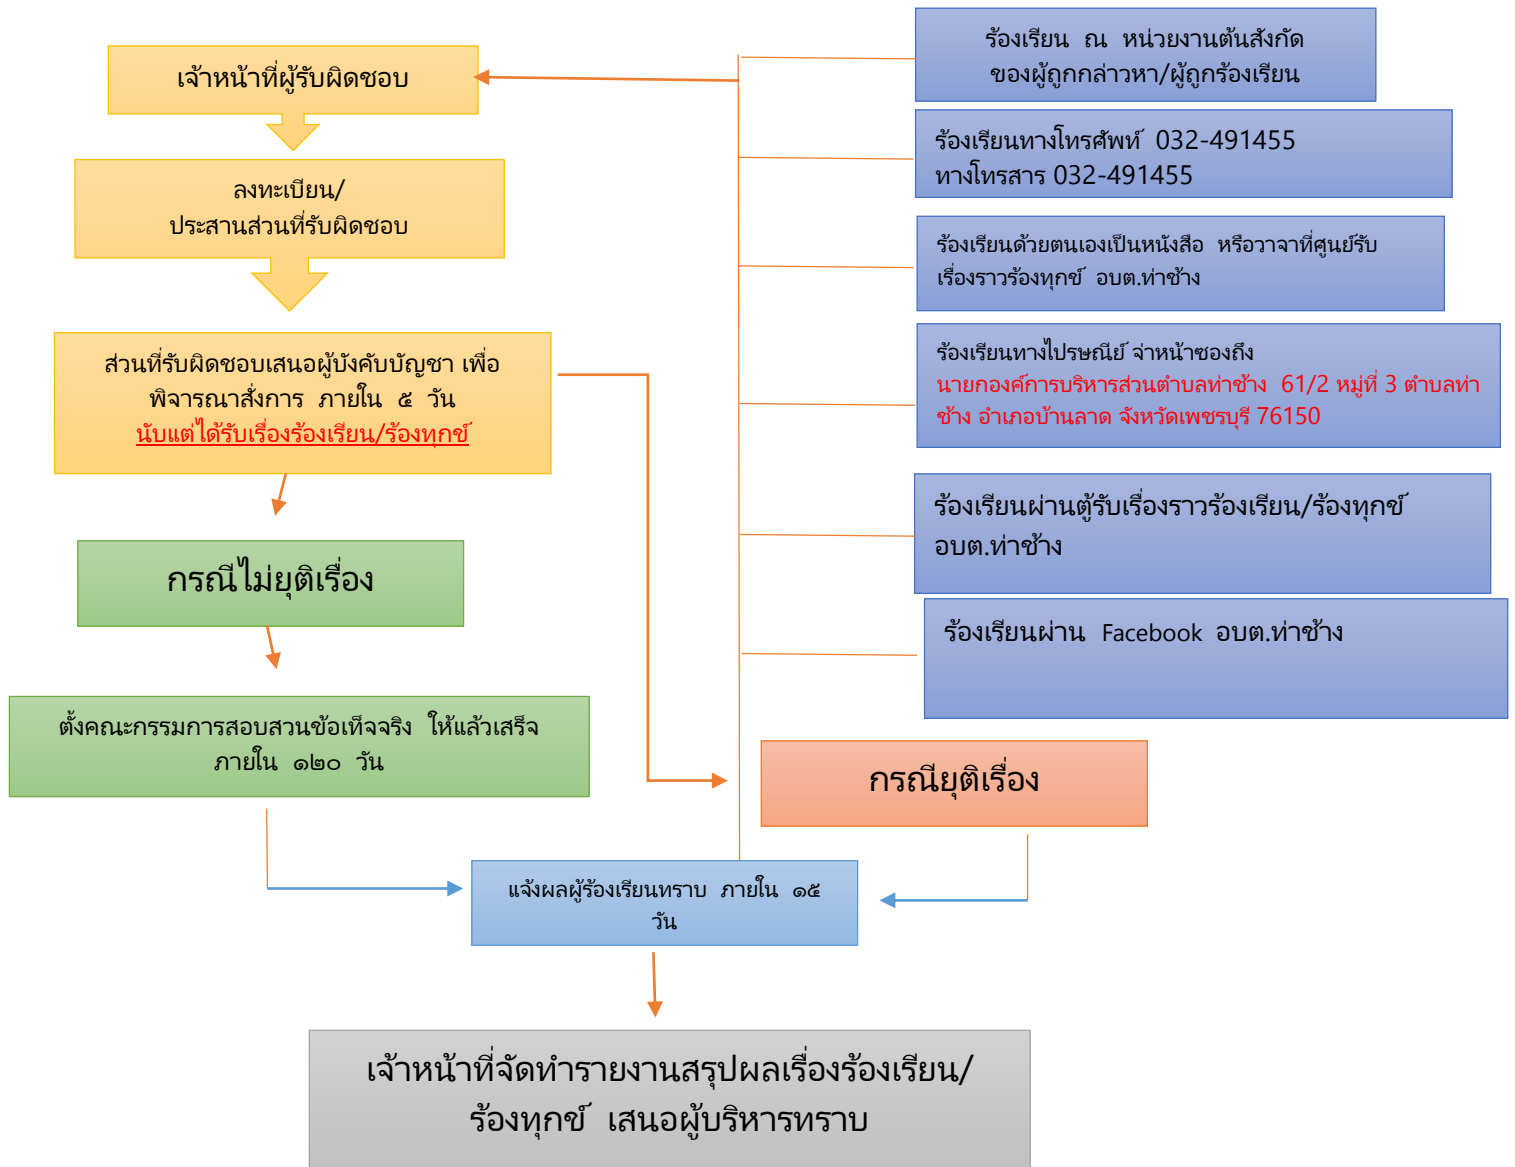 ร้องเรียน ณ หน่วยงานต้นสังกัด
ของผู้ถูกกล่าวหา/ผู้ถูกร้องเรียน
ร้องเรียนทางโทรศัพท์ 032-491455
ทางโทรสาร 032-491455
ร้องเรียนด้วยตนเองเป็นหนังสือ หรือวาจาที่ศูนย์รับ
เรื่องราวร้องทุกข์ อบต.ท่าช้าง
ร้องเรียนทางไปรษณีย์ จ่าหน้าซองถึง
นายกองค์การบริหารส่วนตำบลท่าช้าง 61/2 หมู่ที่ 3 ตำบลท่า
ช้าง อำเภอบ้านลาด จังหวัดเพชรบุรี 76150
ร้องเรียนผ่านตู้รับเรื่องราวร้องเรียน/ร้องทุกข์
อบต.ท่าช้าง
ร้องเรียนผ่าน Facebook อบต.ท่าช้าง
เจ้าหน้าที่ผู้รับผิดชอบ
ลงทะเบียน/
ประสานส่วนที่รับผิดชอบ
ส่วนที่รับผิดชอบเสนอผู้บังคับบัญชา เพื่อ
พิจารณาสั่งการ ภายใน ๕ วัน
นับแต่ได้รับเรื่องร้องเรียน/ร้องทุกข์
กรณีไม่ยุติเรื่อง
ตั้งคณะกรรมการสอบสวนข้อเท็จจริง ให้แล้วเสร็จ
ภายใน ๑๒๐ วัน
กรณียุติเรื่อง
แจ้งผลผู้ร้องเรียนทราบ ภายใน ๑๕
วัน
เจ้าหน้าที่จัดทำรายงานสรุปผลเรื่องร้องเรียน/
ร้องทุกข์ เสนอผู้บริหารทราบ